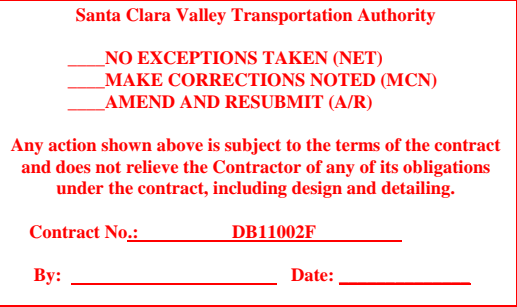 Santa Clara Valley Transportation Authority
____NO EXCEPTIONS TAKEN (NET)
____MAKE CORRECTIONS NOTED (MCN)
____AMEND AND RESUBMIT (A/R)
Any action shown above is subject to the terms of the contract
and does not relieve the Contractor of any of its obligations
under the contract, including design and detailing.
Contract No.: DB11002F
By: ____________________ Date: ______________